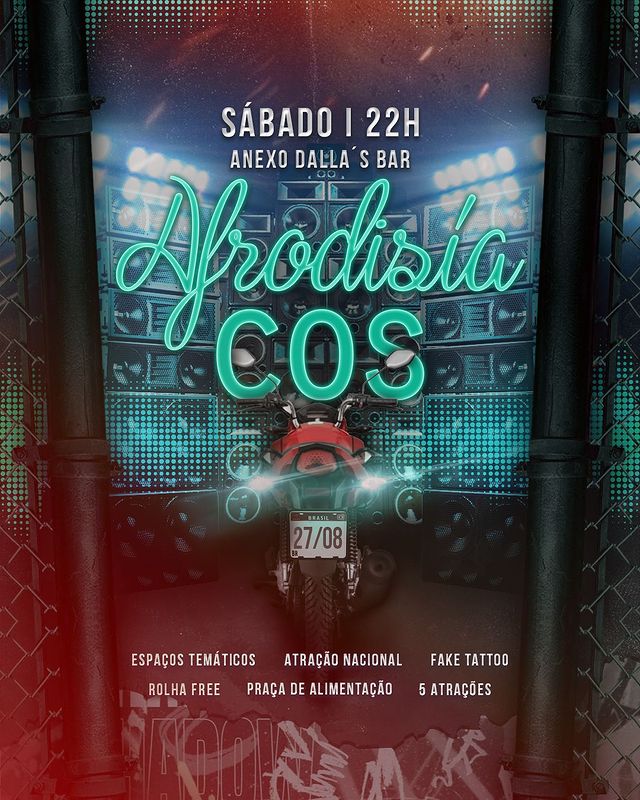 SÁBADO | 22H
ANEXO DALLA´S BAR
Afrodisía
COS
BRASIL
27/08
BR
ESPAÇOS TEMÁTICOS ATRAÇÃO NACIONAL FAKE TATTOO
ROLHA FREE PRAÇA DE ALIMENTAÇÃO 5 ATRAÇÕES